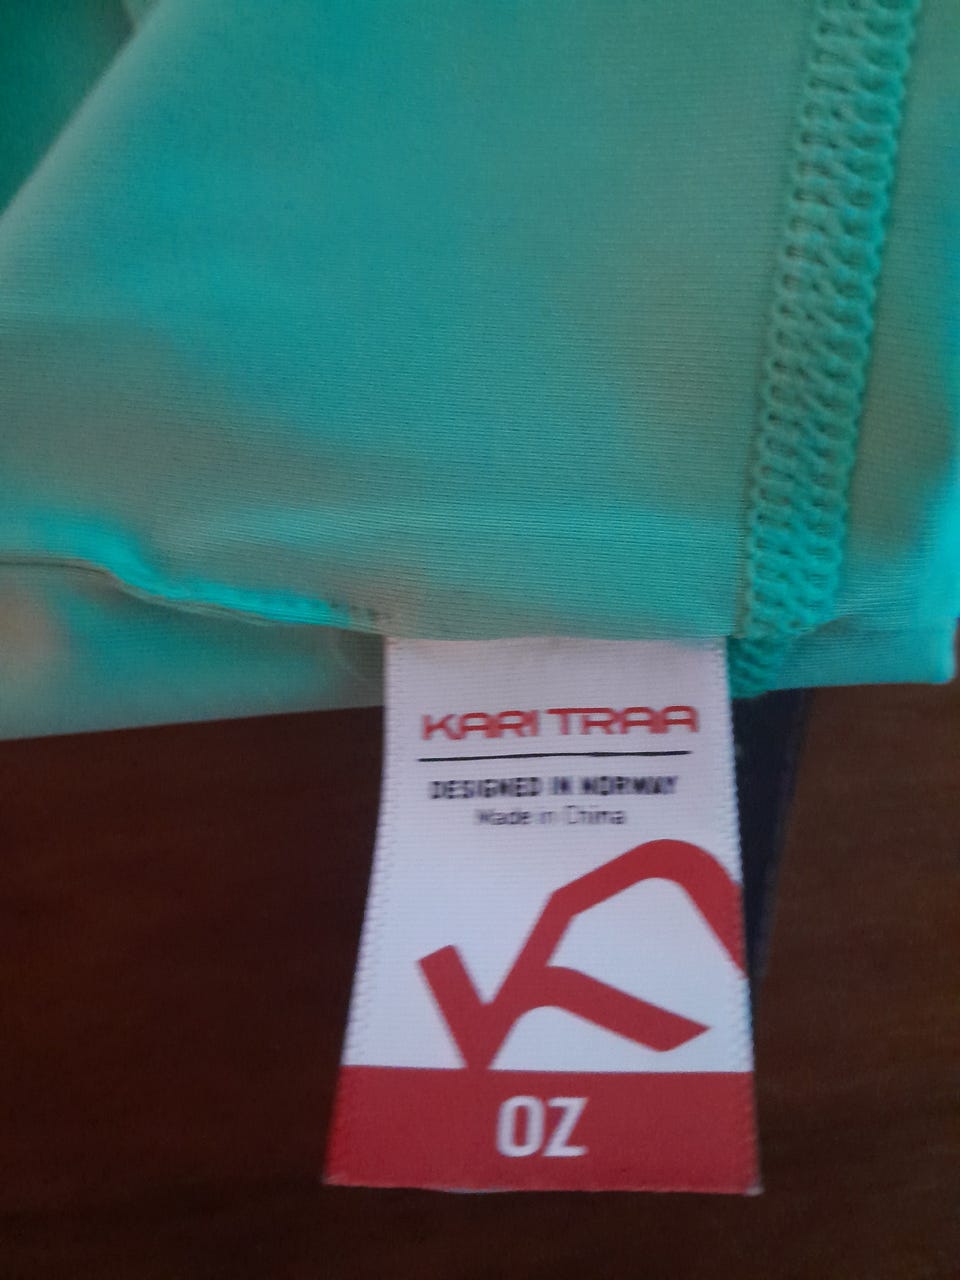 KARI TRAA
DESIGNED IN NORWAY
Made in China
OZ